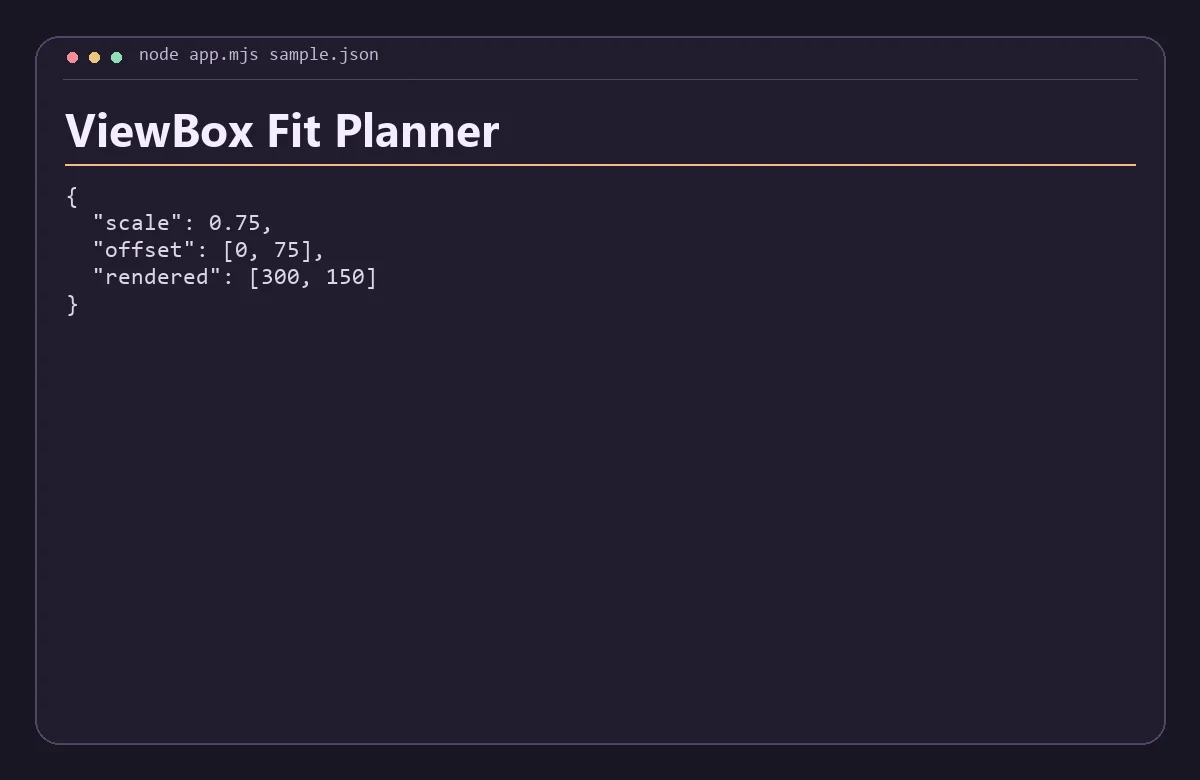 node app.mjs sample.json
ViewBox Fit Planner
{
  "scale": 0.75,
  "offset": [0, 75],
  "rendered": [300, 150]
}